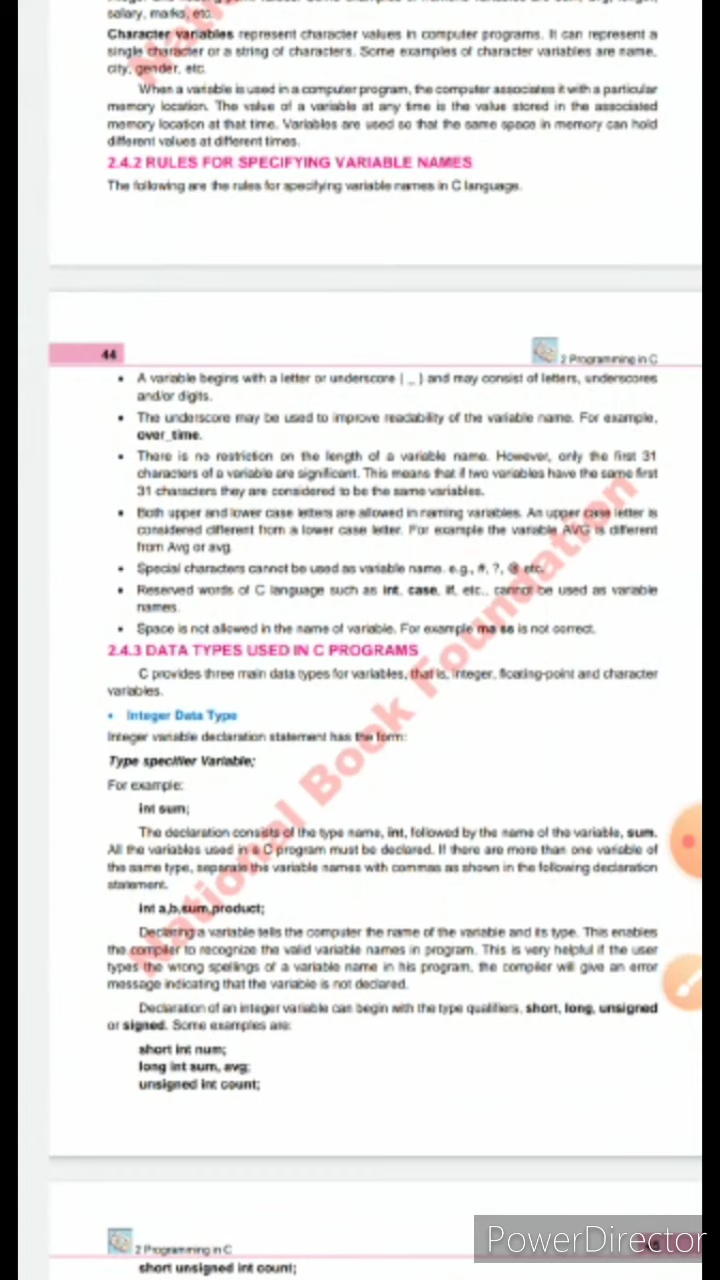 salary, marks, etc.
Character variables represent character values in computer programs. It can represent a
single character or a string of characters. Some examples of character variables are name,
city, gender, etc.
When a variable is used in a computer program, the computer associates it with a particular
memory location. The value of a variable at any time is the value stored in the associated
memory location at that time. Variables are used so that the same space in memory can hold
different values at different times.
2.4.2 RULES FOR SPECIFYING VARIABLE NAMES
The following are the rules for specifying variable names in C language.
44
2 Programming in C
• A variable begins with a letter or underscore ( _ ) and may consist of letters, underscores
and/or digits.
• The underscore may be used to improve readability of the variable name. For example,
over_time.
• There is no restriction on the length of a variable name. However, only the first 31
characters of a variable are significant. This means that if two variables have the same first
31 characters they are considered to be the same variables.
• Both upper and lower case letters are allowed in naming variables. An upper case letter is
considered different from a lower case letter. For example the variable AVG is different
from Avg or avg.
• Special characters cannot be used as variable name. e.g., #, ?, @ etc.
• Reserved words of C language such as int, case, if, etc., cannot be used as variable
names.
• Space is not allowed in the name of variable. For example ma ss is not correct.
2.4.3 DATA TYPES USED IN C PROGRAMS
C provides three main data types for variables, that is, integer, floating-point and character
variables.
• Integer Data Type
Integer variable declaration statement has the form:
Type specifier Variable;
For example:
int sum;
The declaration consists of the type name, int, followed by the name of the variable, sum.
All the variables used in a C program must be declared. If there are more than one variable of
the same type, separate the variable names with commas as shown in the following declaration
statement.
int a,b,sum,product;
Declaring a variable tells the computer the name of the variable and its type. This enables
the compiler to recognize the valid variable names in program. This is very helpful if the user
types the wrong spellings of a variable name in his program, the compiler will give an error
message indicating that the variable is not declared.
Declaration of an integer variable can begin with the type qualifiers, short, long, unsigned
or signed. Some examples are:
short int num;
long int sum, avg;
unsigned int count;
National Book Foundation
2 Programming in C
PowerDirector
short unsigned int count;